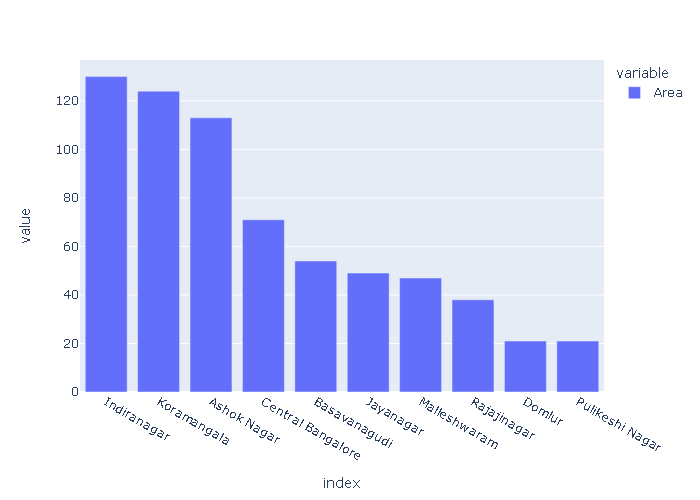 variable
Area
value
120
100
80
60
40
20
0
Indiranagar
Koramangala
Ashok Nagar
Central Bangalore
Basavanagudi
Jayanagar
Malleshwaram
Rajajinagar
Domlur
Pulikeshi Nagar
index